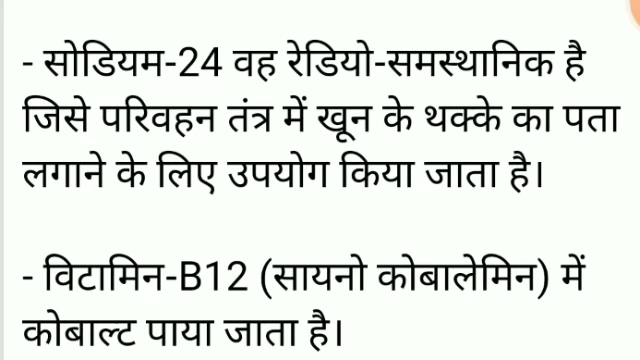 - सोडियम-24 वह रेडियो-समस्थानिक है
जिसे परिवहन तंत्र में खून के थक्के का पता
लगाने के लिए उपयोग किया जाता है।
- विटामिन-B12 (सायनो कोबालेमिन) में
कोबाल्ट पाया जाता है।